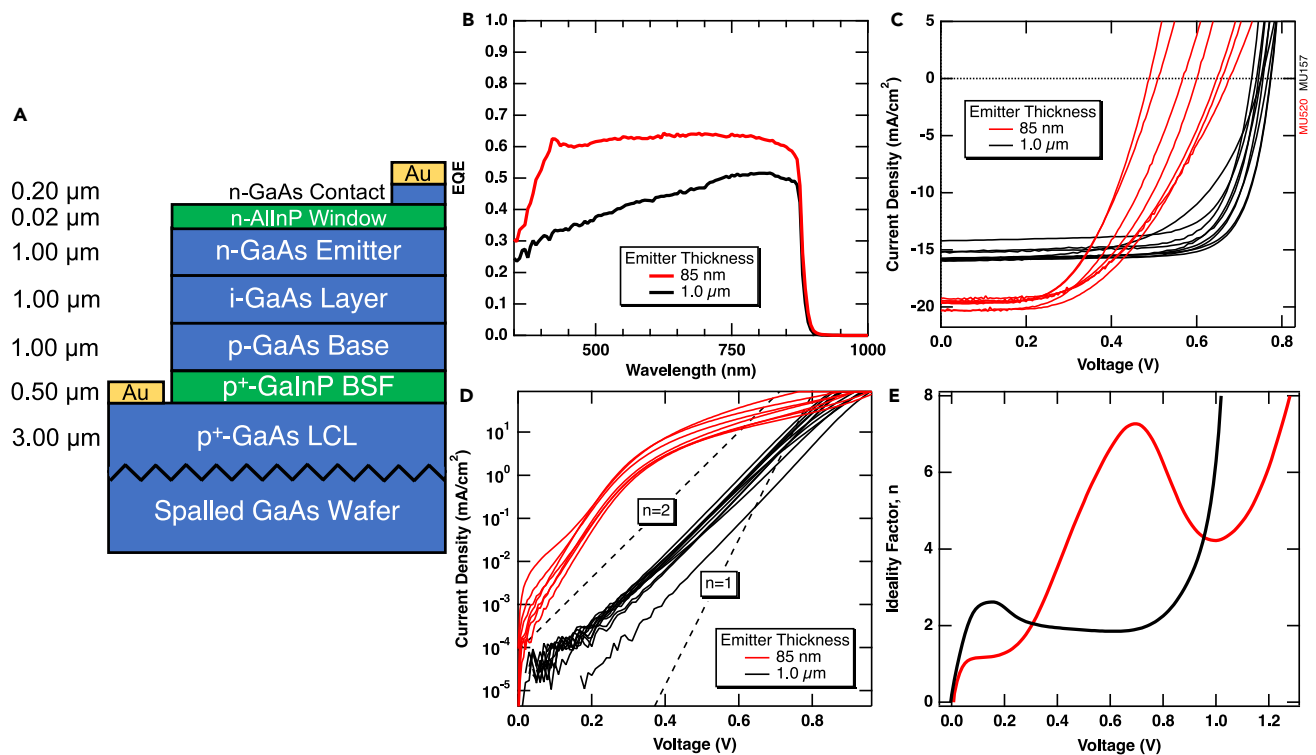 A
Au
0.20 µm
n-GaAs Contact
0.02 µm
n-AlInP Window
1.00 µm
n-GaAs Emitter
1.00 µm
i-GaAs Layer
1.00 µm
p-GaAs Base
0.50 µm
Au
p⁺-GaInP BSF
3.00 µm
p⁺-GaAs LCL
Spalled GaAs Wafer
B
EQE
1.0
0.9
0.8
0.7
0.6
0.5
0.4
0.3
0.2
0.1
0.0
Emitter Thickness
85 nm
1.0 µm
500
750
1000
Wavelength (nm)
C
Current Density (mA/cm²)
5
0
-5
-10
-15
-20
Emitter Thickness
85 nm
1.0 µm
0.0
0.2
0.4
0.6
0.8
Voltage (V)
MU520 MU157
D
Current Density (mA/cm²)
10¹
10⁰
10⁻¹
10⁻²
10⁻³
10⁻⁴
10⁻⁵
n=2
n=1
Emitter Thickness
85 nm
1.0 µm
0.0
0.2
0.4
0.6
0.8
Voltage (V)
E
Ideality Factor, n
8
6
4
2
0
0.0
0.2
0.4
0.6
0.8
1.0
1.2
Voltage (V)